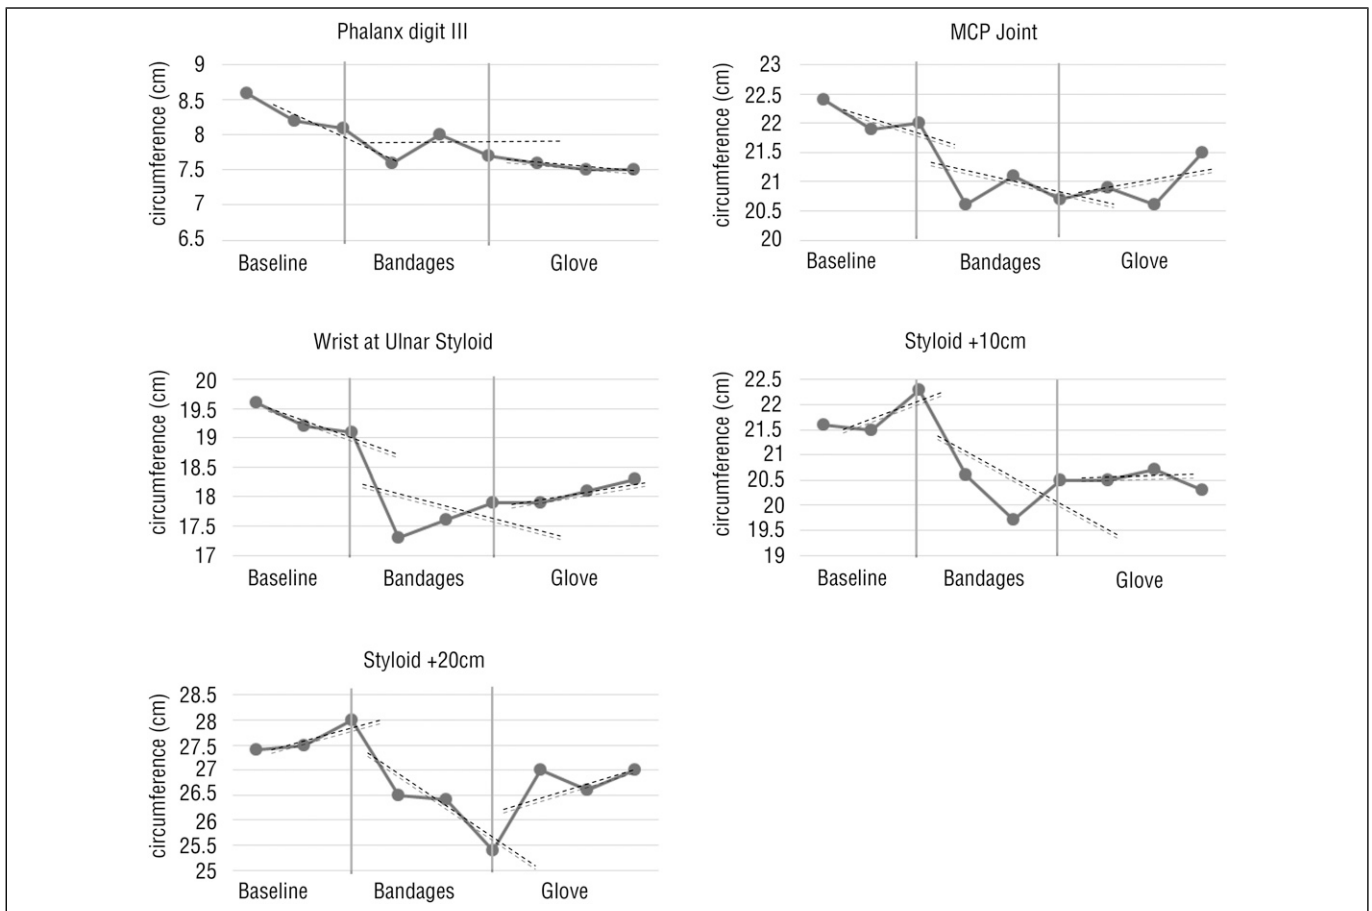 Phalanx digit III
circumference (cm)
9
8.5
8
7.5
7
6.5
Baseline Bandages Glove
MCP Joint
circumference (cm)
23
22.5
22
21.5
21
20.5
20
Baseline Bandages Glove
Wrist at Ulnar Styloid
circumference (cm)
20
19.5
19
18.5
18
17.5
17
Baseline Bandages Glove
Styloid +10cm
circumference (cm)
22.5
22
21.5
21
20.5
20
19.5
19
Baseline Bandages Glove
Styloid +20cm
circumference (cm)
28.5
28
27.5
27
26.5
26
25.5
25
Baseline Bandages Glove